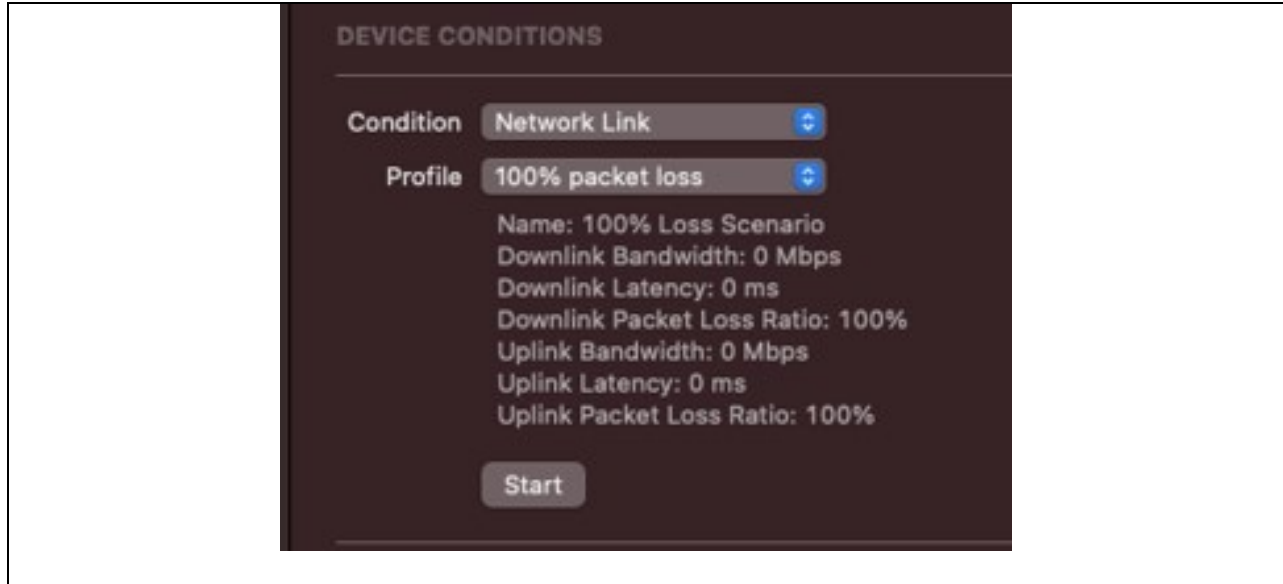 DEVICE CONDITIONS
Condition Network Link
Profile 100% packet loss
Name: 100% Loss Scenario
Downlink Bandwidth: 0 Mbps
Downlink Latency: 0 ms
Downlink Packet Loss Ratio: 100%
Uplink Bandwidth: 0 Mbps
Uplink Latency: 0 ms
Uplink Packet Loss Ratio: 100%
Start